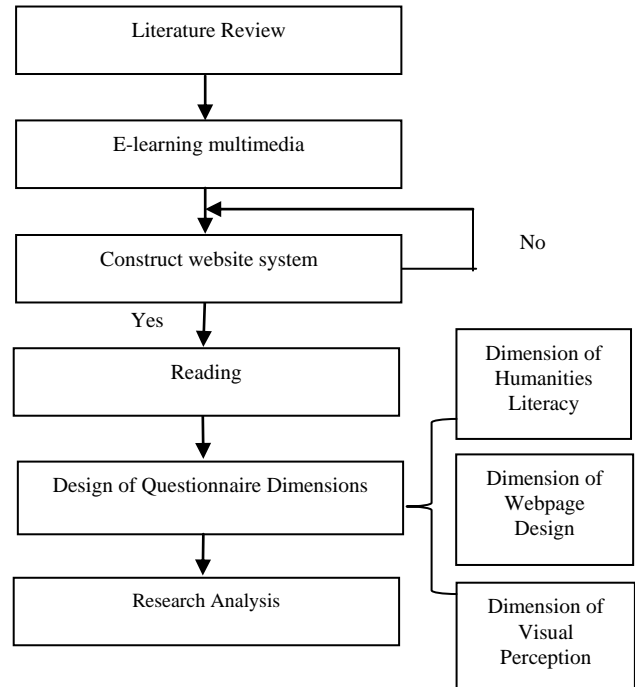 Literature Review
E-learning multimedia
No
Construct website system
Yes
Reading
Dimension of
Humanities
Literacy
Design of Questionnaire Dimensions
Dimension of
Webpage
Design
Research Analysis
Dimension of
Visual
Perception